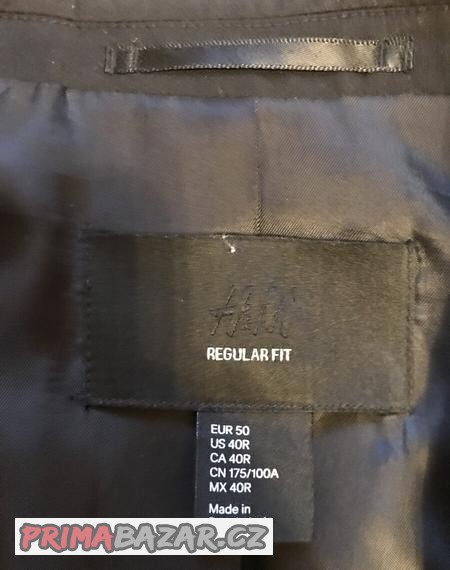 H&M
REGULAR FIT
EUR 50
US 40R
CA 40R
CN 175/100A
MX 40R
Made in
PRIMABAZAR.CZ